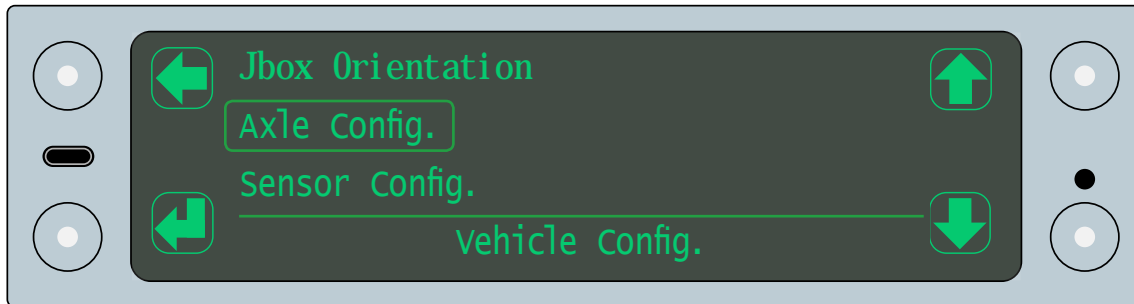 Jbox Orientation
Axle Config.
Sensor Config.
Vehicle Config.